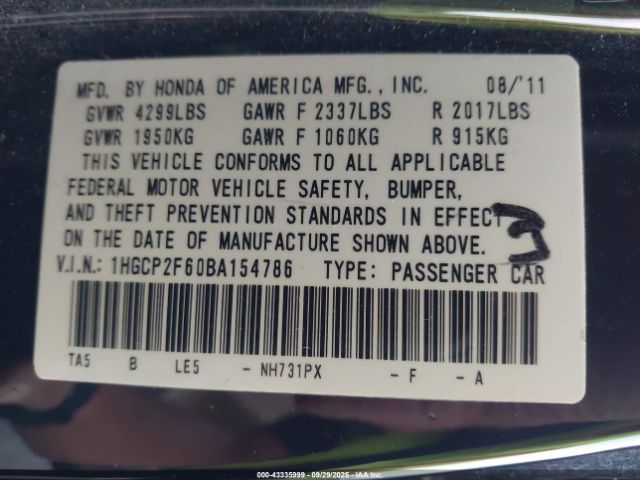 MFD. BY HONDA OF AMERICA MFG., INC. 08/'11
GVWR 4299LBS GAWR F 2337LBS R 2017LBS
GVWR 1950KG GAWR F 1060KG R 915KG
THIS VEHICLE CONFORMS TO ALL APPLICABLE
FEDERAL MOTOR VEHICLE SAFETY, BUMPER,
AND THEFT PREVENTION STANDARDS IN EFFECT
ON THE DATE OF MANUFACTURE SHOWN ABOVE.
V.I.N.: 1HGCP2F60BA154786 TYPE: PASSENGER CAR
TA5 B LE5 - NH731PX - F - A
000-43335999 - 09/29/2025 - IAA Inc.